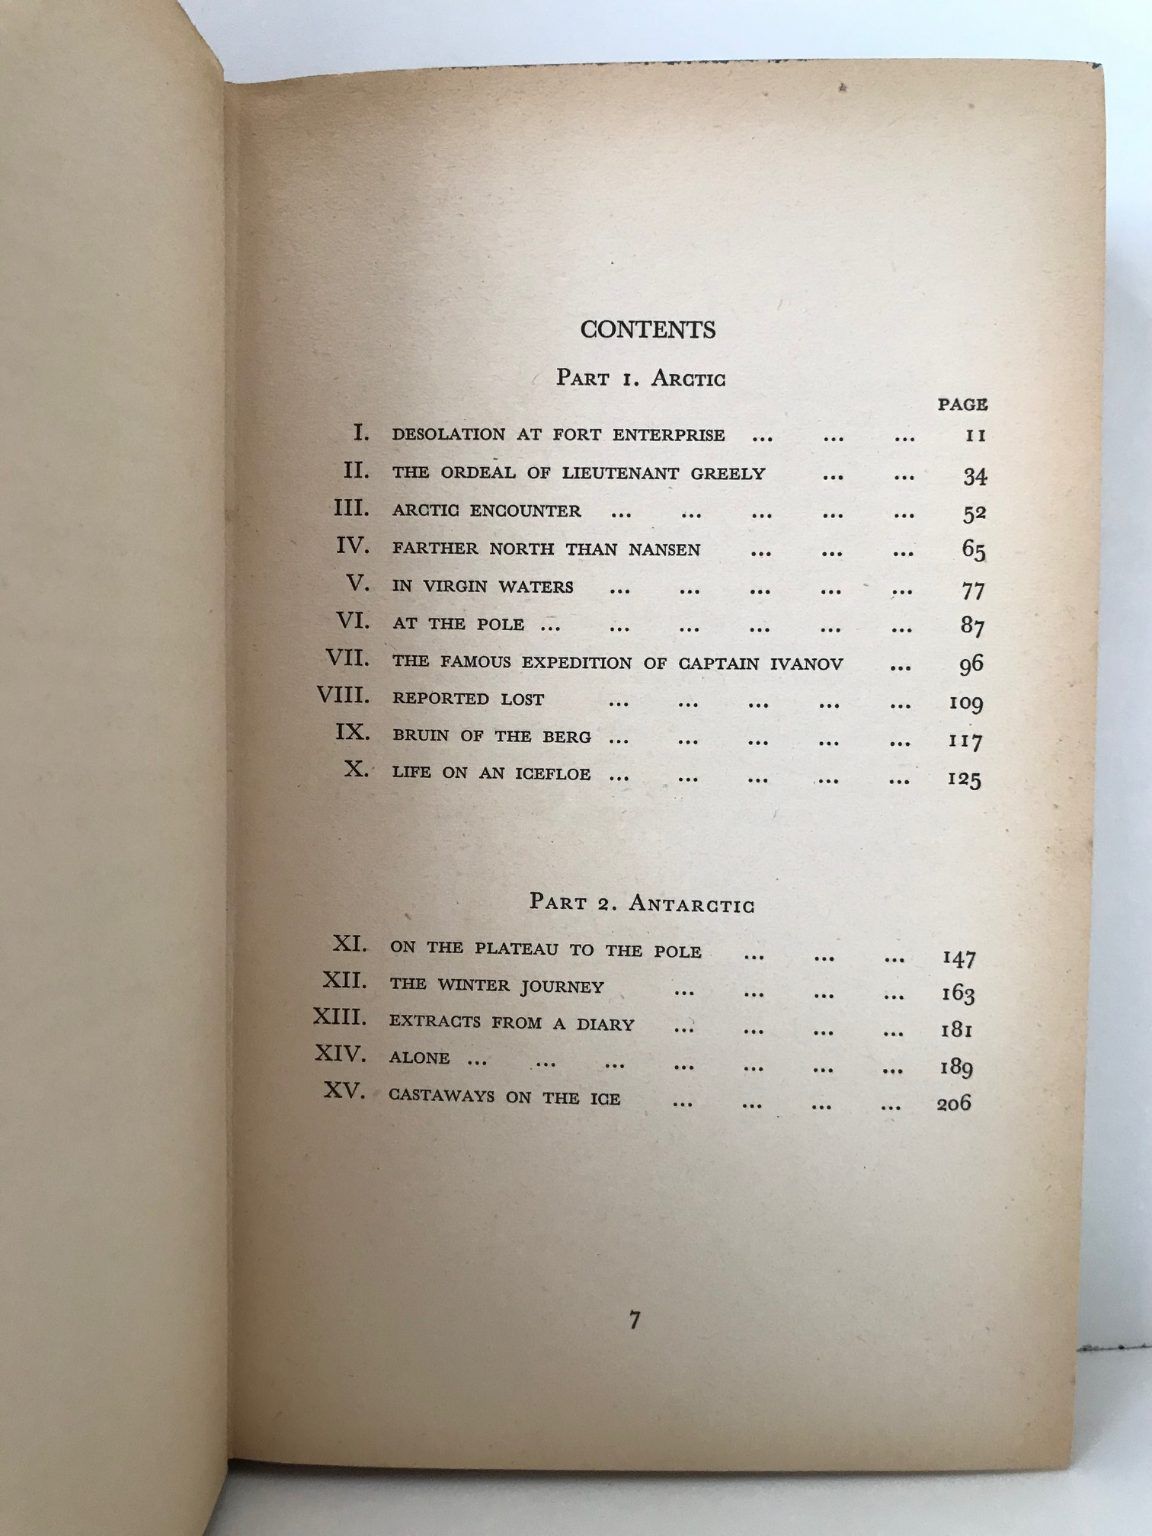 CONTENTS
PART 1. ARCTIC
PAGE
I. DESOLATION AT FORT ENTERPRISE ... ... ... 11
II. THE ORDEAL OF LIEUTENANT GREELY ... ... 34
III. ARCTIC ENCOUNTER ... ... ... ... ... 52
IV. FARTHER NORTH THAN NANSEN ... ... ... 65
V. IN VIRGIN WATERS ... ... ... ... ... 77
VI. AT THE POLE ... ... ... ... ... ... 87
VII. THE FAMOUS EXPEDITION OF CAPTAIN IVANOV ... 96
VIII. REPORTED LOST ... ... ... ... ... 109
IX. BRUIN OF THE BERG ... ... ... ... ... 117
X. LIFE ON AN ICEFLOE ... ... ... ... ... 125
PART 2. ANTARCTIC
XI. ON THE PLATEAU TO THE POLE ... ... ... 147
XII. THE WINTER JOURNEY ... ... ... ... 163
XIII. EXTRACTS FROM A DIARY ... ... ... ... 181
XIV. ALONE ... ... ... ... ... ... ... 189
XV. CASTAWAYS ON THE ICE ... ... ... ... 206
7